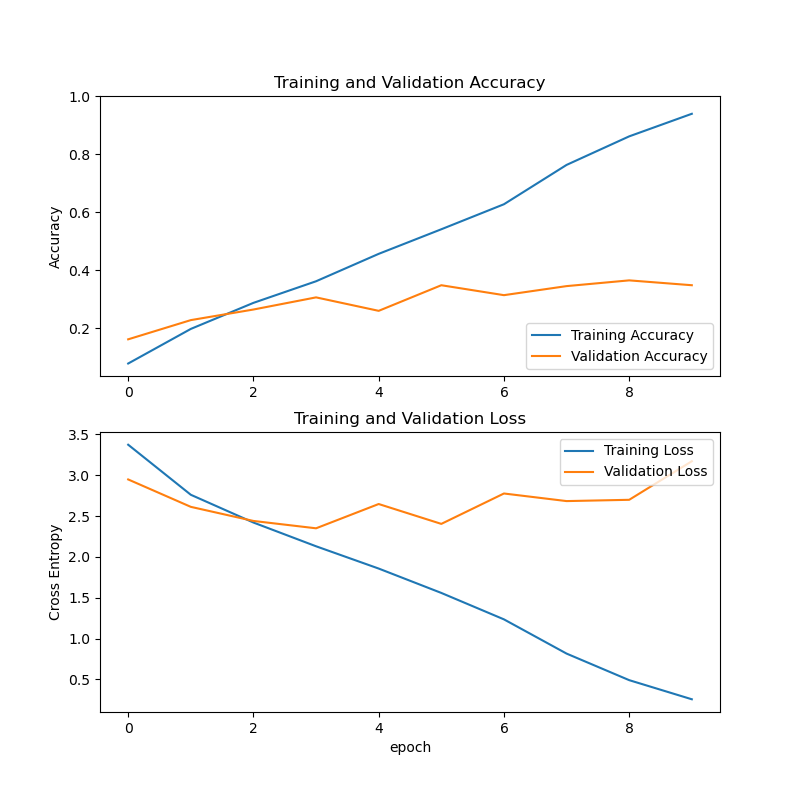 Training and Validation Accuracy
1.0
0.8
0.6
0.4
0.2
Accuracy
Training Accuracy
Validation Accuracy
0 2 4 6 8
Training and Validation Loss
3.5
3.0
2.5
2.0
1.5
1.0
0.5
Cross Entropy
Training Loss
Validation Loss
0 2 4 6 8
epoch